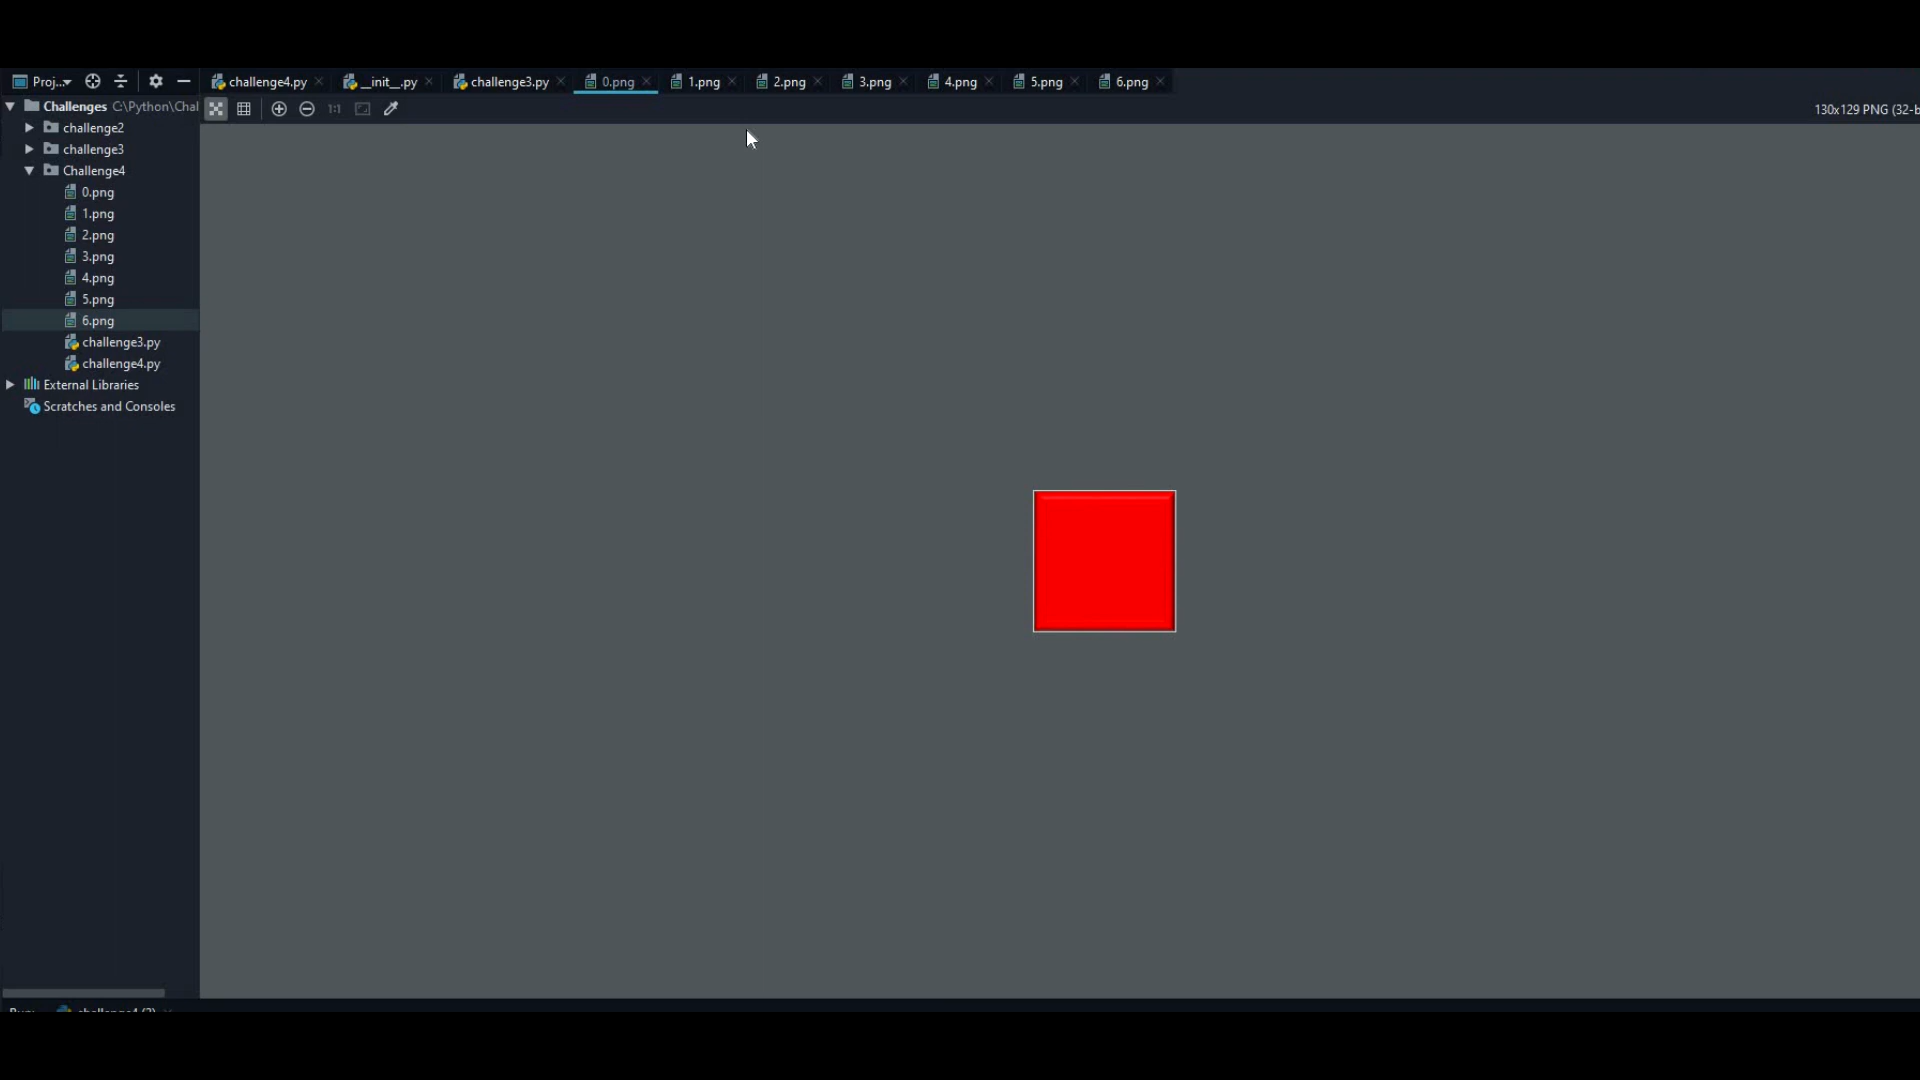 Proj...
challenge4.py
__init__.py
challenge3.py
0.png
1.png
2.png
3.png
4.png
5.png
6.png
Challenges C:\Python\Chal
1:1
130x129 PNG (32-b
challenge2
challenge3
Challenge4
0.png
1.png
2.png
3.png
4.png
5.png
6.png
challenge3.py
challenge4.py
External Libraries
Scratches and Consoles